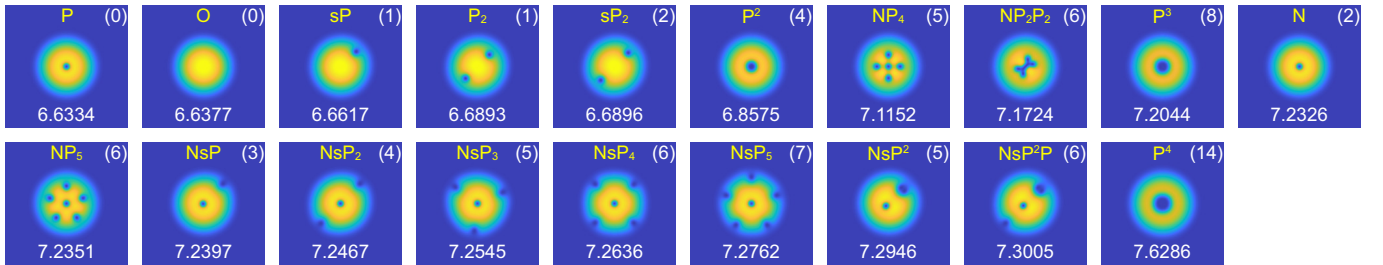 P (0) O (0) sP (1) P₂ (1) sP₂ (2) P² (4) NP₄ (5) NP₂P₂ (6) P³ (8) N (2)
6.6334 6.6377 6.6617 6.6893 6.6896 6.8575 7.1152 7.1724 7.2044 7.2326
NP₅ (6) NsP (3) NsP₂ (4) NsP₃ (5) NsP₄ (6) NsP₅ (7) NsP² (5) NsP²P (6) P⁴ (14)
7.2351 7.2397 7.2467 7.2545 7.2636 7.2762 7.2946 7.3005 7.6286